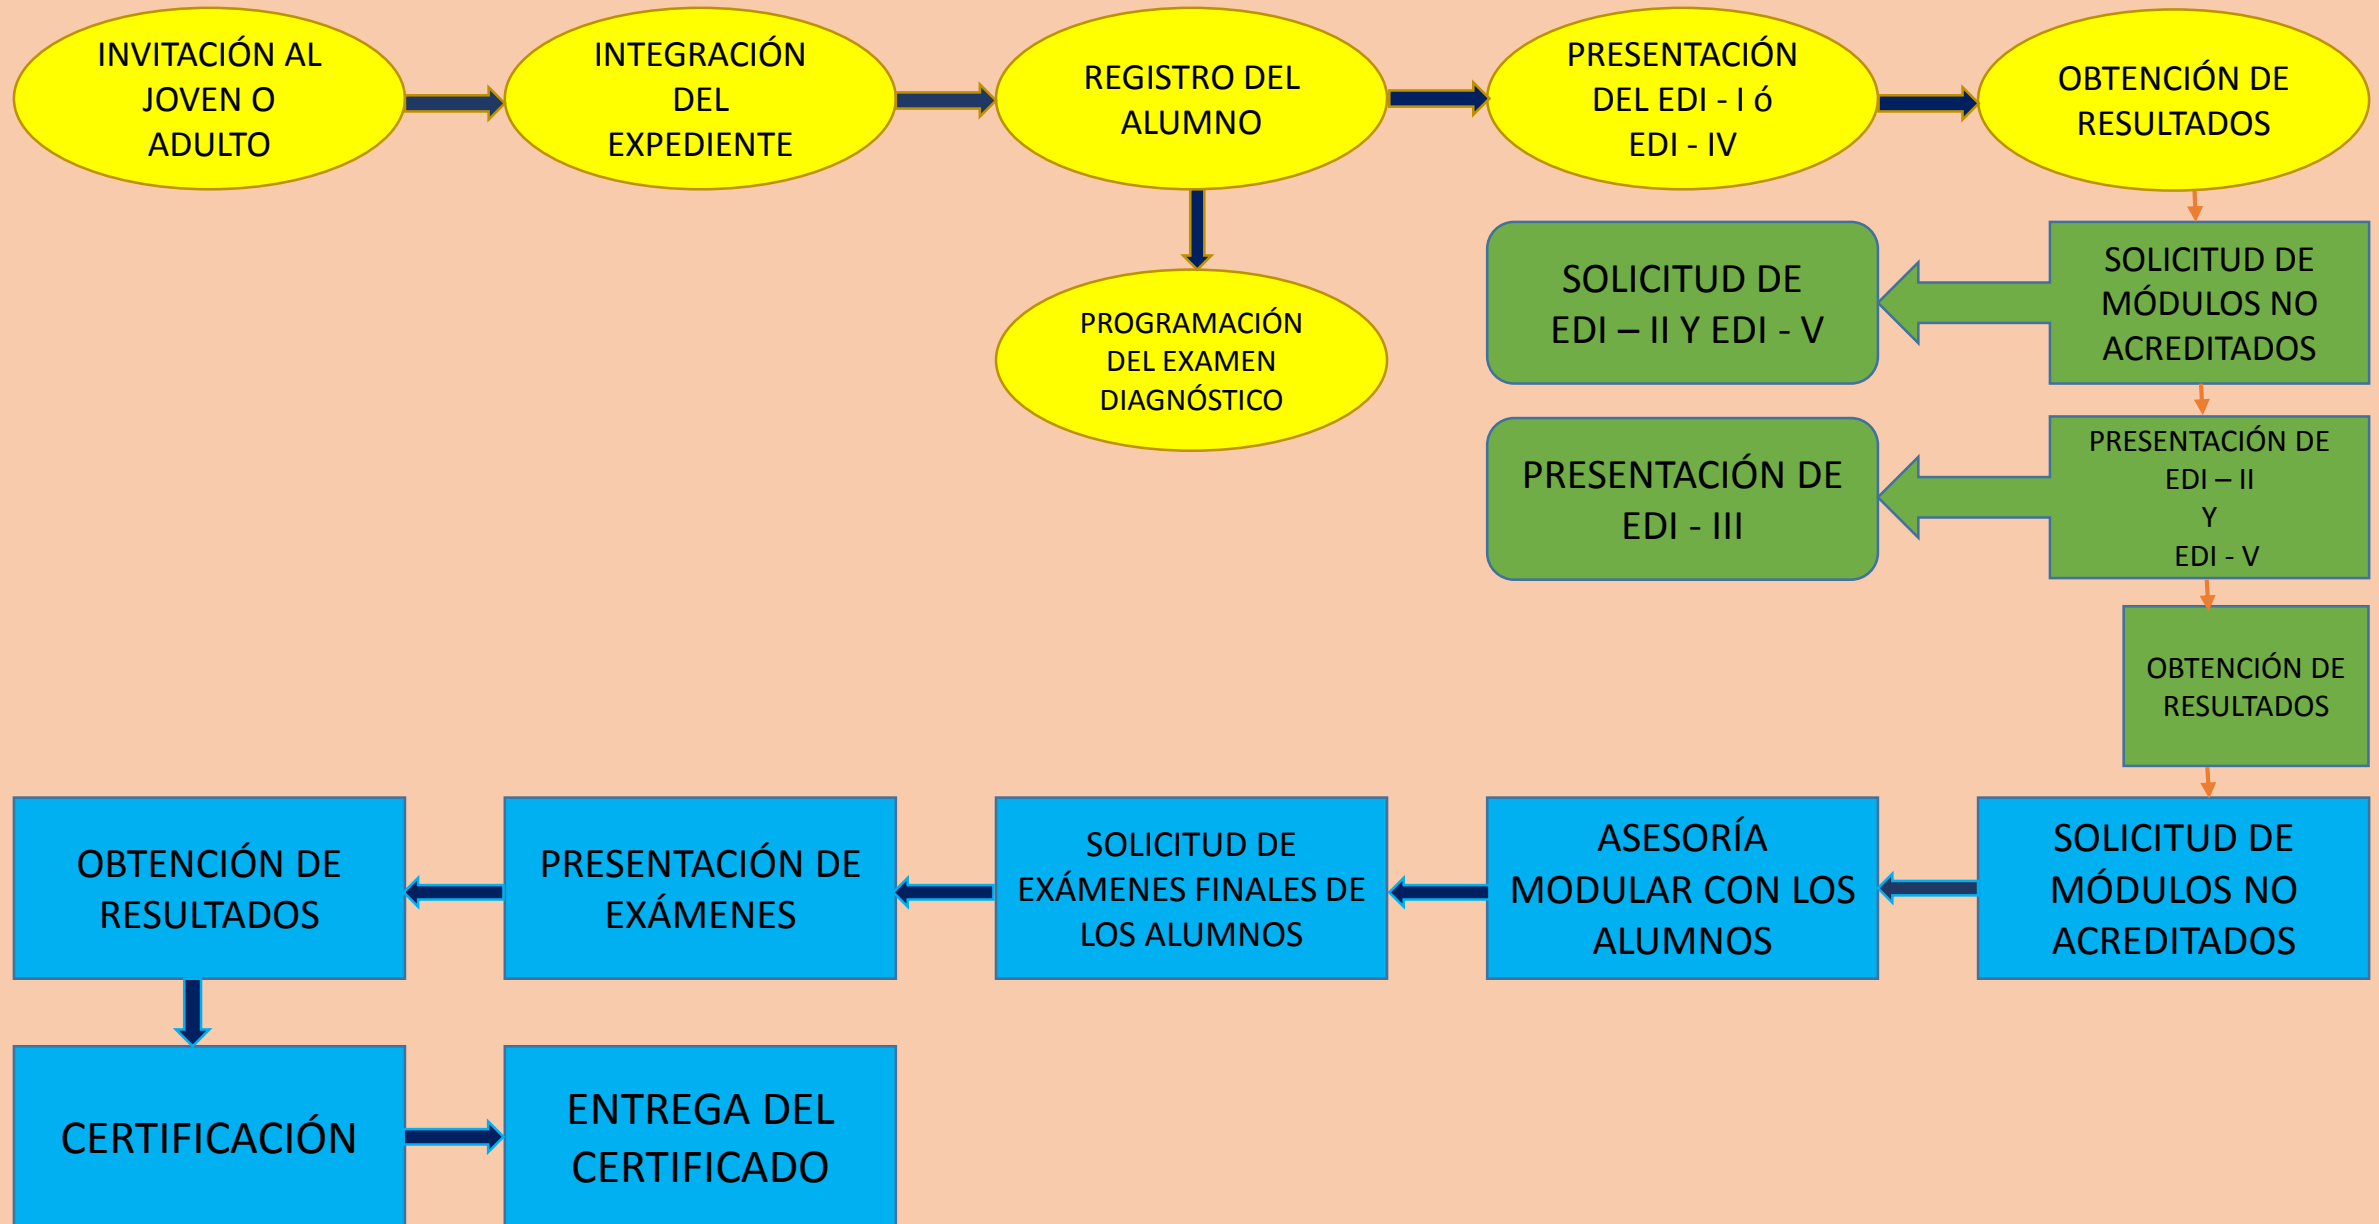 INVITACIÓN AL
JOVEN O
ADULTO
INTEGRACIÓN
DEL
EXPEDIENTE
REGISTRO DEL
ALUMNO
PRESENTACIÓN
DEL EDI - I ó
EDI - IV
OBTENCIÓN DE
RESULTADOS
PROGRAMACIÓN
DEL EXAMEN
DIAGNÓSTICO
SOLICITUD DE
EDI – II Y EDI - V
SOLICITUD DE
MÓDULOS NO
ACREDITADOS
PRESENTACIÓN DE
EDI - III
PRESENTACIÓN DE
EDI – II
Y
EDI - V
OBTENCIÓN DE
RESULTADOS
OBTENCIÓN DE
RESULTADOS
PRESENTACIÓN DE
EXÁMENES
SOLICITUD DE
EXÁMENES FINALES DE
LOS ALUMNOS
ASESORÍA
MODULAR CON LOS
ALUMNOS
SOLICITUD DE
MÓDULOS NO
ACREDITADOS
CERTIFICACIÓN
ENTREGA DEL
CERTIFICADO